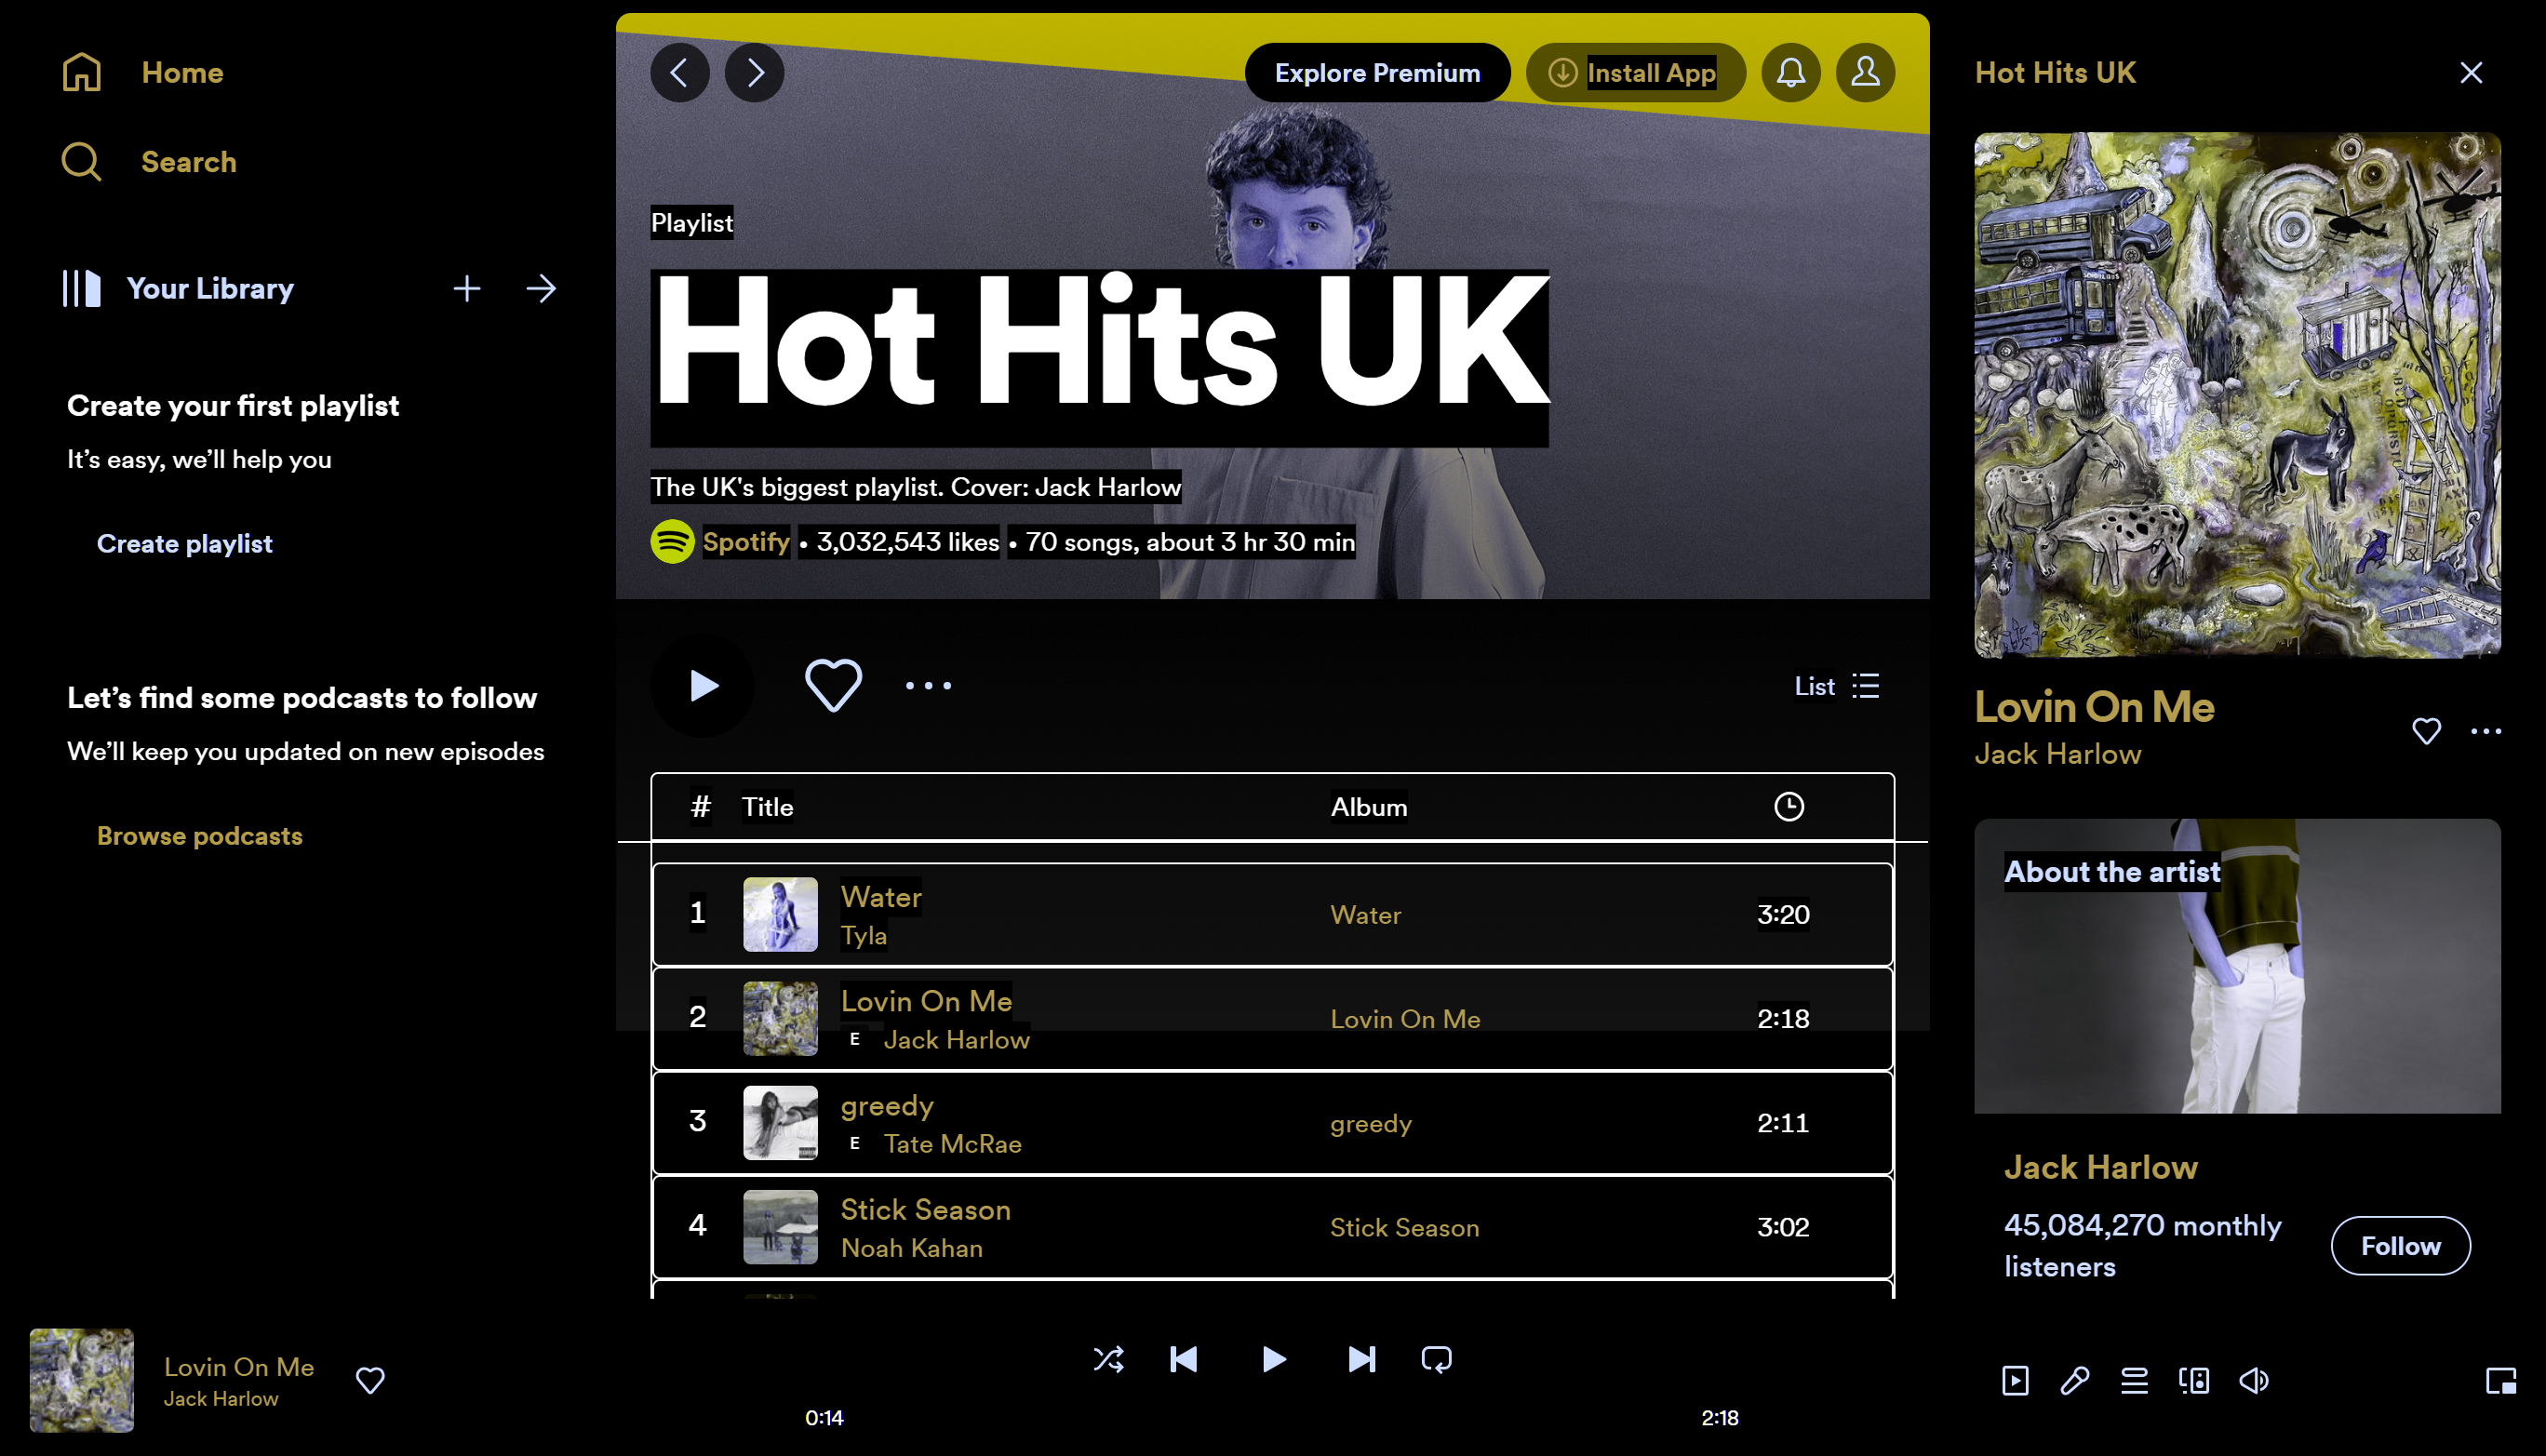 Home
Search
Your Library
Create your first playlist
It’s easy, we’ll help you
Create playlist
Let’s find some podcasts to follow
We’ll keep you updated on new episodes
Browse podcasts
Explore Premium
Install App
Playlist
Hot Hits UK
The UK's biggest playlist. Cover: Jack Harlow
Spotify • 3,032,543 likes • 70 songs, about 3 hr 30 min
List
# Title Album
1 Water Water 3:20
Tyla
2 Lovin On Me Lovin On Me 2:18
E Jack Harlow
3 greedy greedy 2:11
E Tate McRae
4 Stick Season Stick Season 3:02
Noah Kahan
Hot Hits UK
Lovin On Me
Jack Harlow
About the artist
Jack Harlow
45,084,270 monthly
listeners
Follow
Lovin On Me
Jack Harlow
0:14
2:18